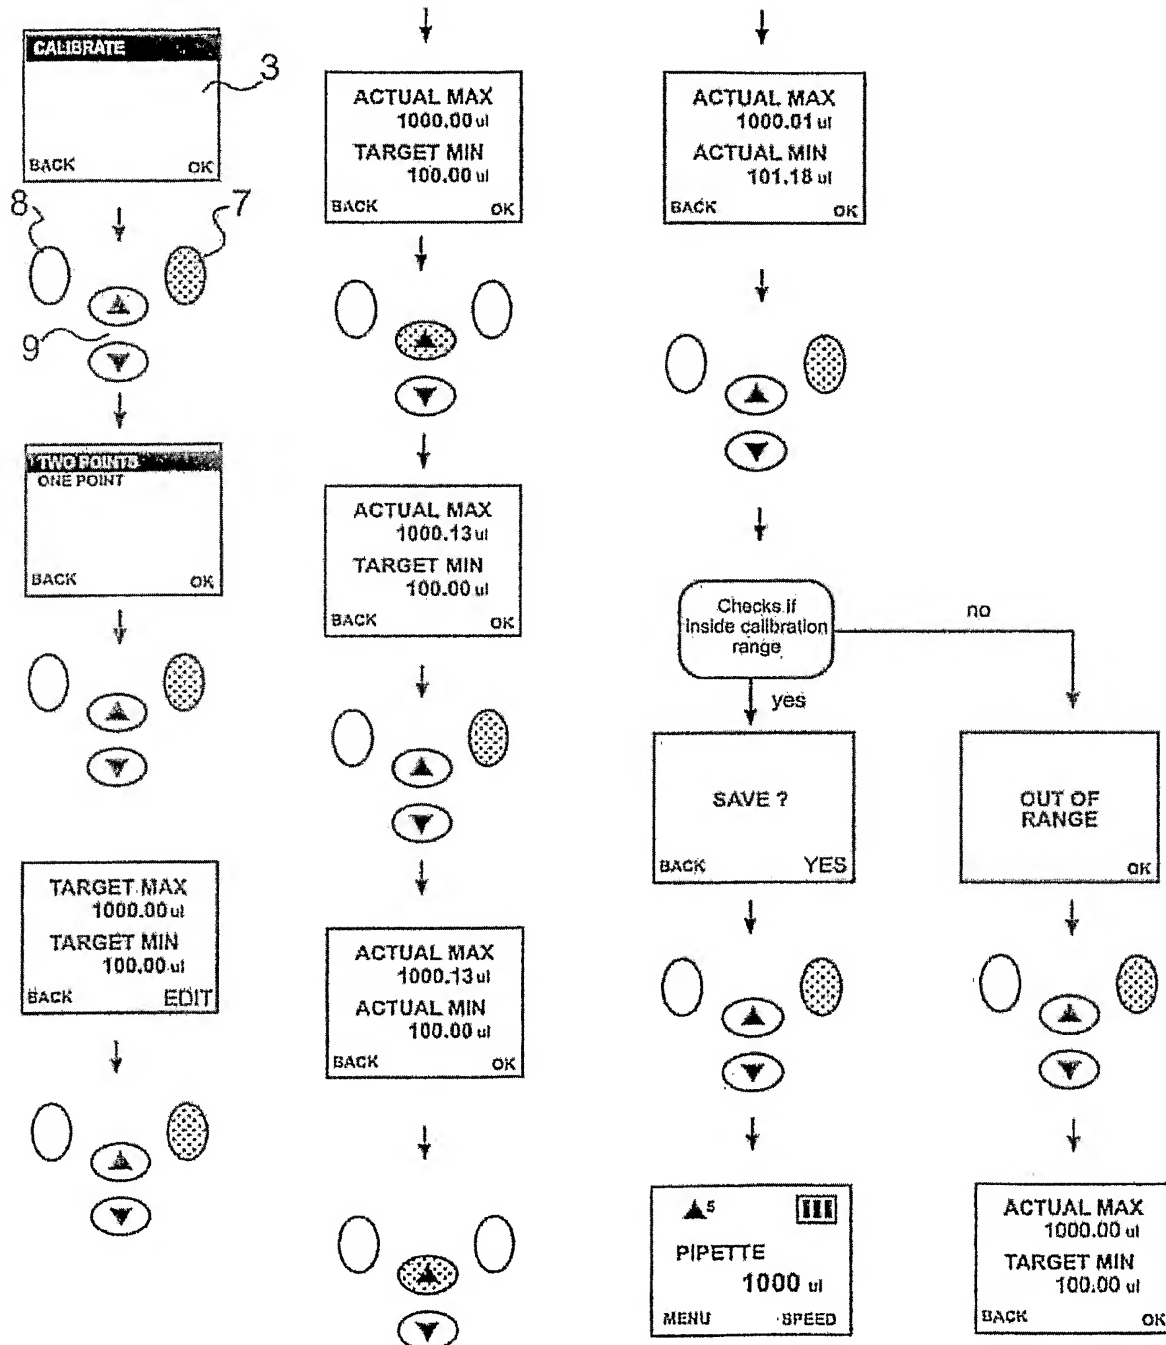 CALIBRATE
3
BACK OK
8
7
9
TWO POINTS
ONE POINT
BACK OK
TARGET MAX
1000.00 ul
TARGET MIN
100.00 ul
BACK EDIT
ACTUAL MAX
1000.00 ul
TARGET MIN
100.00 ul
BACK OK
ACTUAL MAX
1000.13 ul
TARGET MIN
100.00 ul
BACK OK
ACTUAL MAX
1000.13 ul
ACTUAL MIN
100.00 ul
BACK OK
ACTUAL MAX
1000.01 ul
ACTUAL MIN
101.18 ul
BACK OK
Checks if
inside calibration
range
no
yes
SAVE ?
BACK YES
OUT OF
RANGE
OK
5
PIPETTE
1000 ul
MENU SPEED
ACTUAL MAX
1000.00 ul
TARGET MIN
100.00 ul
BACK OK